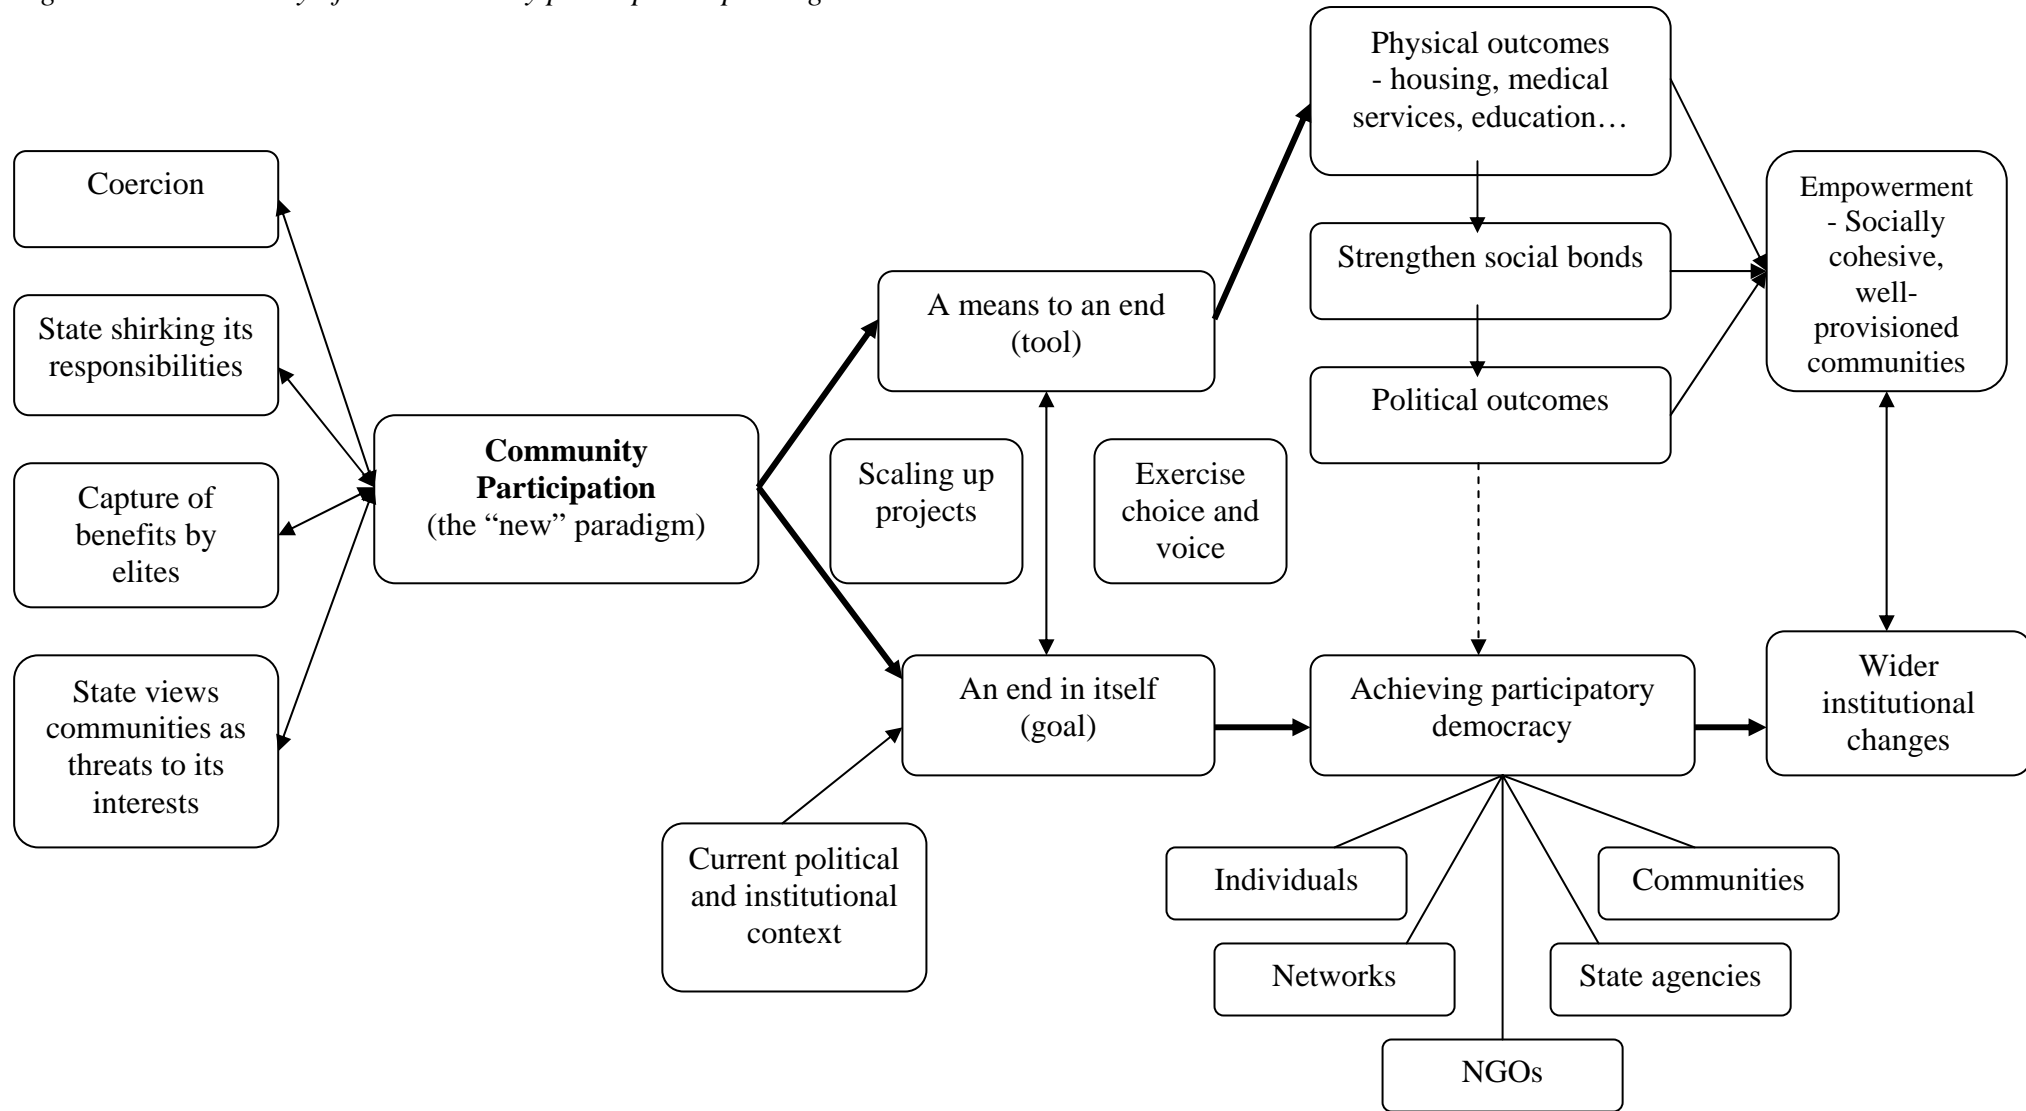 Physical outcomes
- housing, medical
services, education…
Coercion
Empowerment
- Socially
cohesive,
well-
provisioned
communities
Strengthen social bonds
State shirking its
responsibilities
A means to an end
(tool)
Political outcomes
Community
Participation
(the “new” paradigm)
Scaling up
projects
Exercise
choice and
voice
Capture of
benefits by
elites
State views
communities as
threats to its
interests
An end in itself
(goal)
Achieving participatory
democracy
Wider
institutional
changes
Current political
and institutional
context
Individuals
Communities
Networks
State agencies
NGOs